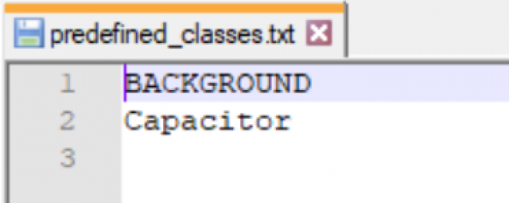 predefined_classes.txt
1 BACKGROUND
2 Capacitor
3